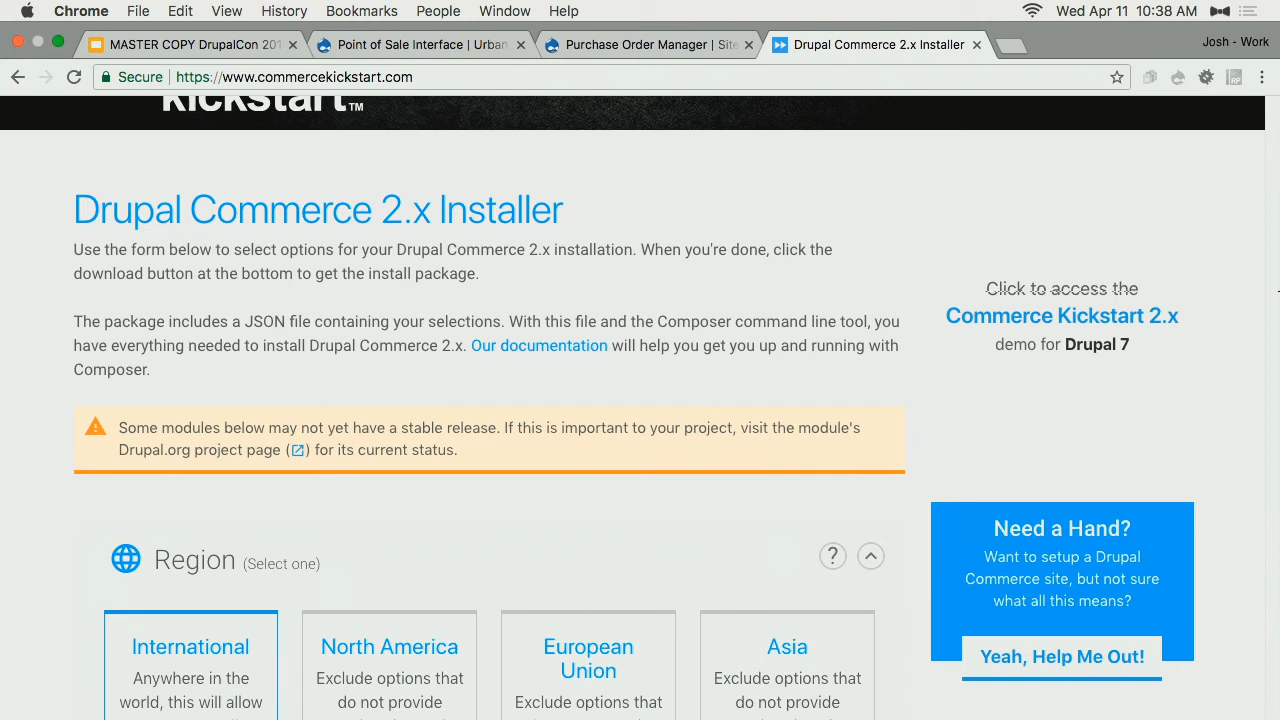 Chrome File Edit View History Bookmarks People Window Help Wed Apr 11 10:38 AM
MASTER COPY DrupalCon 201 Point of Sale Interface | Urban Purchase Order Manager | Site Drupal Commerce 2.x Installer Josh - Work
Secure https://www.commercekickstart.com RP
kickstart™
Drupal Commerce 2.x Installer
Use the form below to select options for your Drupal Commerce 2.x installation. When you're done, click the
download button at the bottom to get the install package.
The package includes a JSON file containing your selections. With this file and the Composer command line tool, you
have everything needed to install Drupal Commerce 2.x. Our documentation will help you get you up and running with
Composer.
Some modules below may not yet have a stable release. If this is important to your project, visit the module's
Drupal.org project page ( ) for its current status.
Click to access the
Commerce Kickstart 2.x
demo for Drupal 7
Region (Select one) ?
International
Anywhere in the
world, this will allow
North America
Exclude options that
do not provide
European
Union
Exclude options that
Asia
Exclude options that
do not provide
Need a Hand?
Want to setup a Drupal
Commerce site, but not sure
what all this means?
Yeah, Help Me Out!